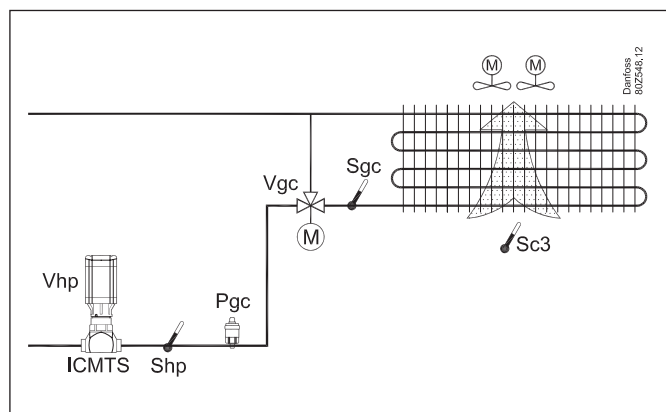 M
M
Danfoss
80Z548.12
Sgc
Vgc
M
Sc3
Vhp
Pgc
ICMTS
Shp